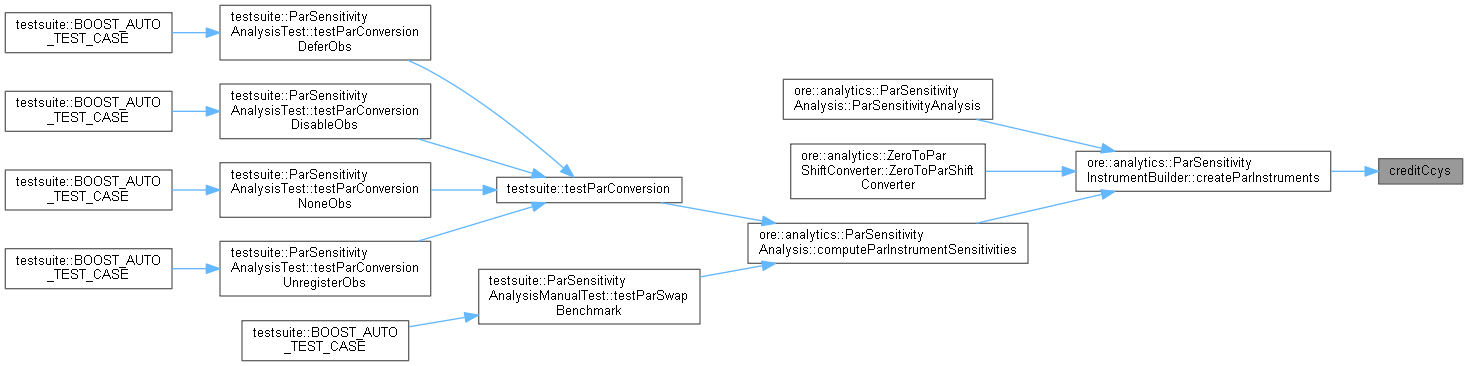 testsuite::BOOST_AUTO
_TEST_CASE
testsuite::ParSensitivity
AnalysisTest::testParConversion
DeferObs
testsuite::BOOST_AUTO
_TEST_CASE
testsuite::ParSensitivity
AnalysisTest::testParConversion
DisableObs
testsuite::BOOST_AUTO
_TEST_CASE
testsuite::ParSensitivity
AnalysisTest::testParConversion
NoneObs
testsuite::BOOST_AUTO
_TEST_CASE
testsuite::ParSensitivity
AnalysisTest::testParConversion
UnregisterObs
testsuite::BOOST_AUTO
_TEST_CASE
testsuite::testParConversion
testsuite::ParSensitivity
AnalysisManualTest::testParSwap
Benchmark
ore::analytics::ParSensitivity
Analysis::ParSensitivityAnalysis
ore::analytics::ZeroToPar
ShiftConverter::ZeroToParShift
Converter
ore::analytics::ParSensitivity
Analysis::computeParInstrumentSensitivities
ore::analytics::ParSensitivity
InstrumentBuilder::createParInstruments
creditCcys